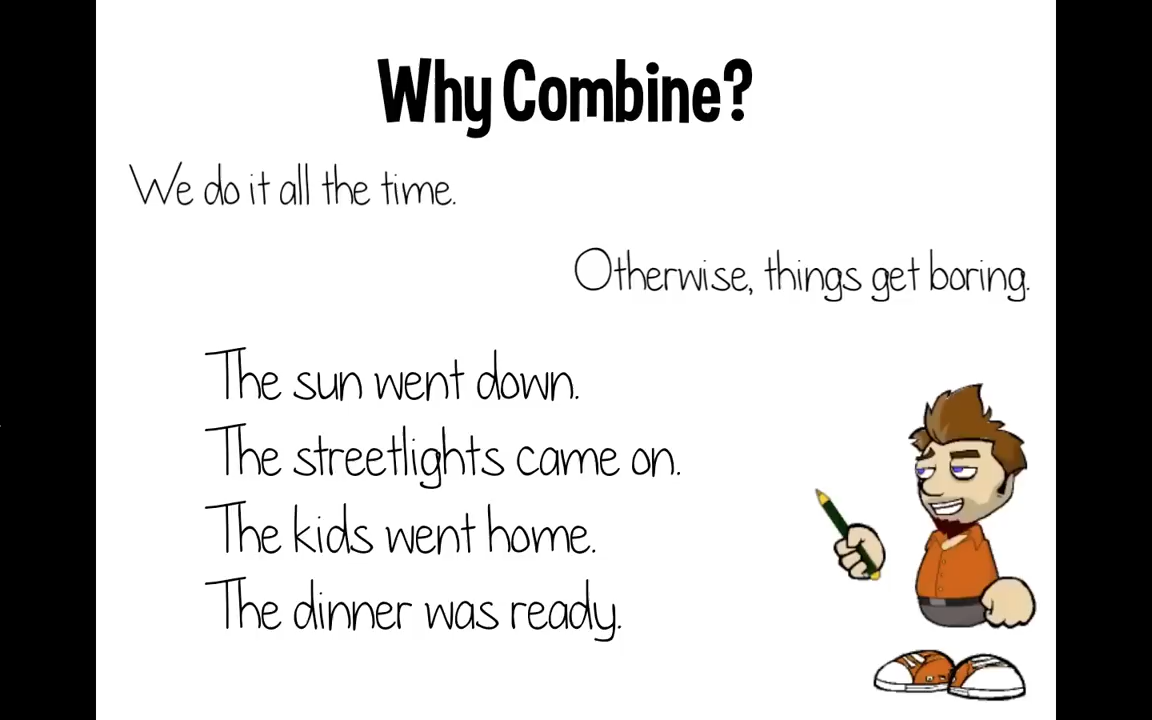 Why Combine?
We do it all the time.
Otherwise, things get boring.
The sun went down.
The streetlights came on.
The kids went home.
The dinner was ready.